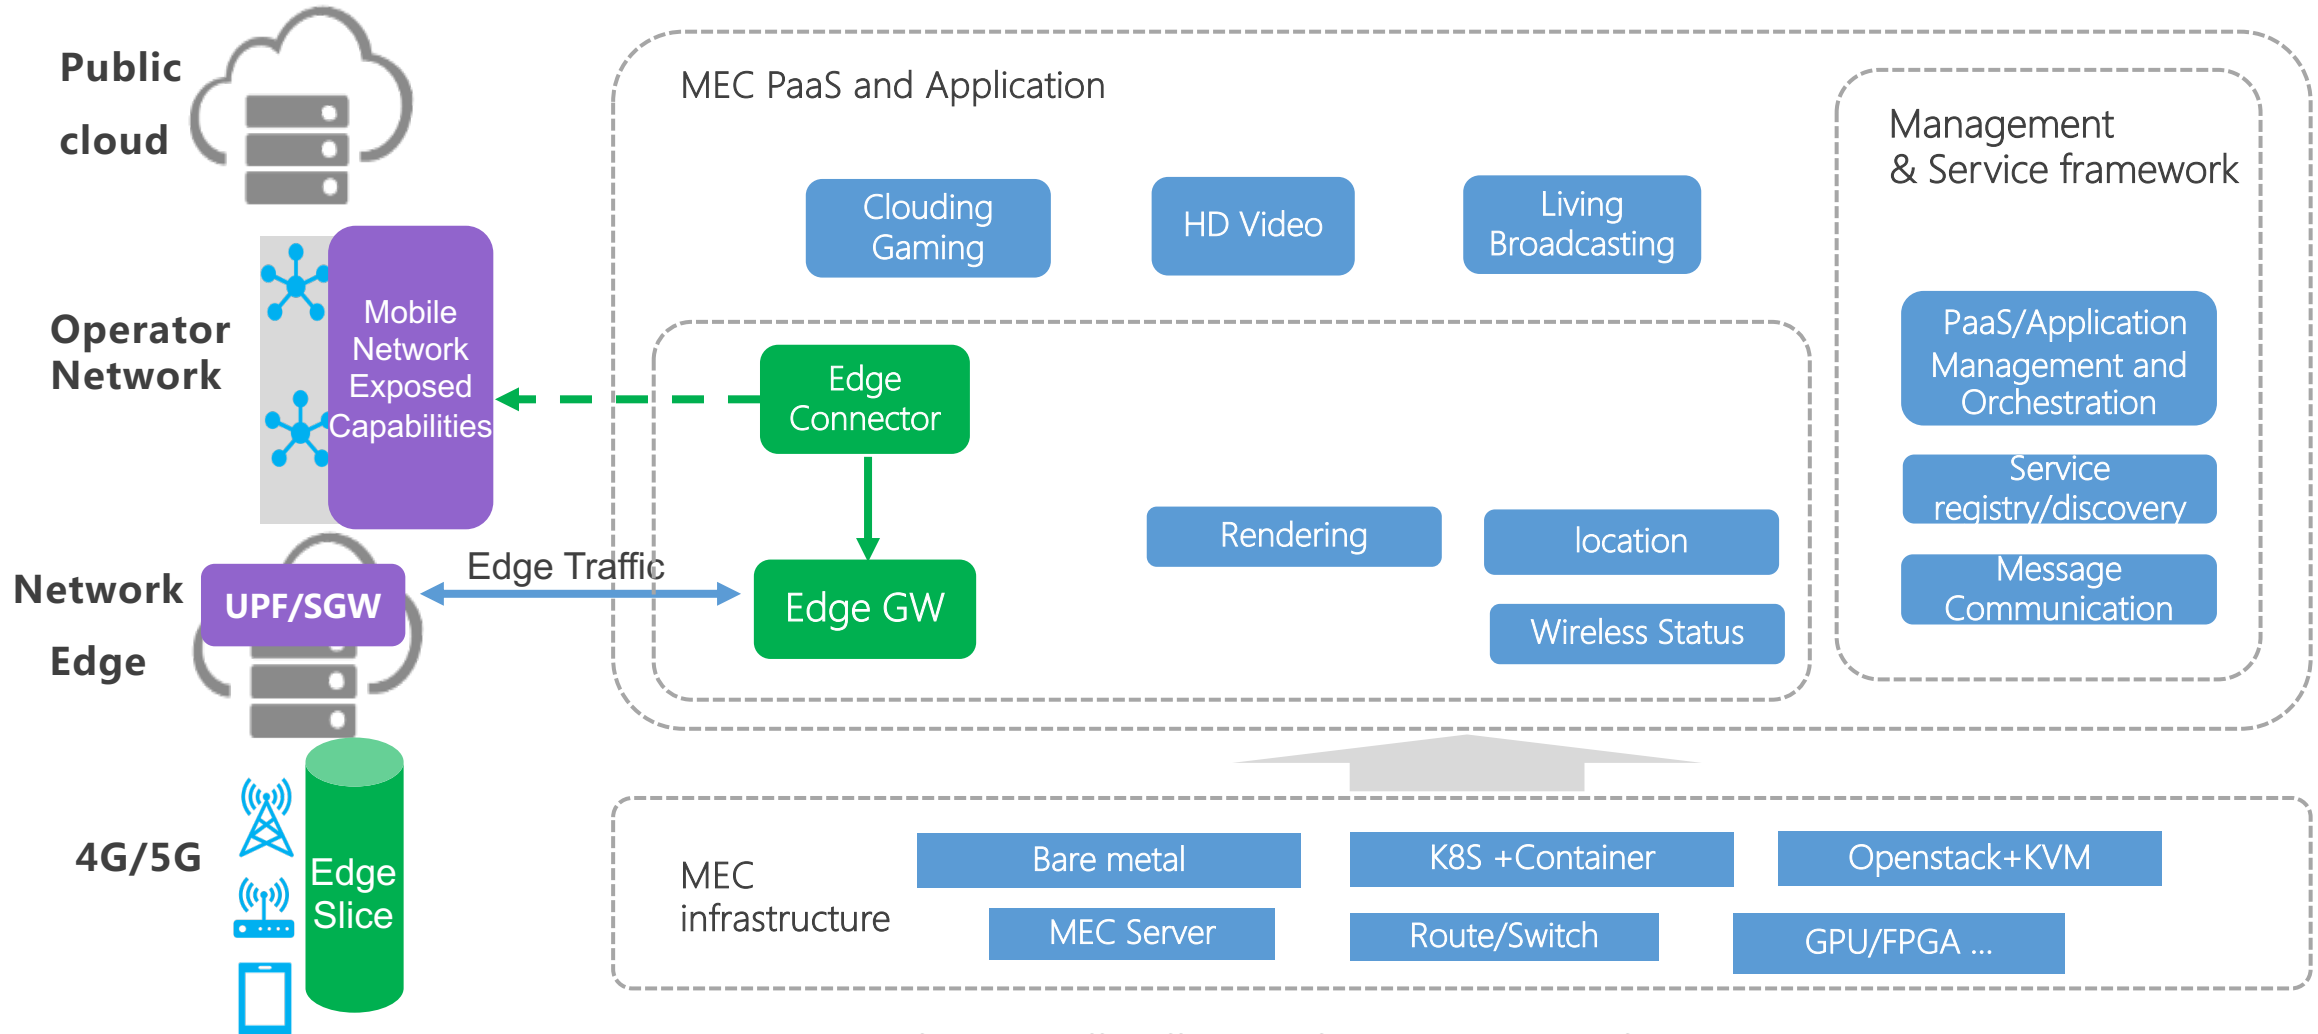 Public
cloud
MEC PaaS and Application
Management
& Service framework
Clouding
Gaming
HD Video
Living
Broadcasting
Operator
Network
Mobile
Network
Exposed
Capabilities
Edge
Connector
PaaS/Application
Management and
Orchestration
Service
registry/discovery
Message
Communication
Rendering
location
Wireless Status
Network
Edge
UPF/SGW
Edge Traffic
Edge GW
4G/5G
Edge
Slice
MEC
infrastructure
Bare metal
K8S +Container
Openstack+KVM
MEC Server
Route/Switch
GPU/FPGA ...